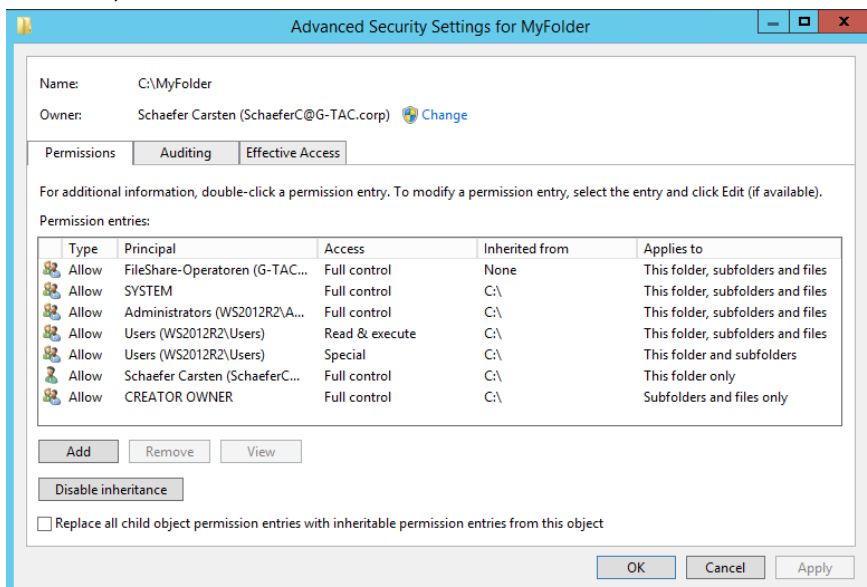 Advanced Security Settings for MyFolder
Name: C:\MyFolder
Owner: Schaefer Carsten (SchaeferC@G-TAC.corp) Change
Permissions Auditing Effective Access
For additional information, double-click a permission entry. To modify a permission entry, select the entry and click Edit (if available).
Permission entries:
Type Principal Access Inherited from Applies to
Allow FileShare-Operatoren (G-TAC... Full control None This folder, subfolders and files
Allow SYSTEM Full control C:\ This folder, subfolders and files
Allow Administrators (WS2012R2\A... Full control C:\ This folder, subfolders and files
Allow Users (WS2012R2\Users) Read & execute C:\ This folder, subfolders and files
Allow Users (WS2012R2\Users) Special C:\ This folder and subfolders
Allow Schaefer Carsten (SchaeferC... Full control C:\ This folder only
Allow CREATOR OWNER Full control C:\ Subfolders and files only
Add Remove View
Disable inheritance
Replace all child object permission entries with inheritable permission entries from this object
OK Cancel Apply